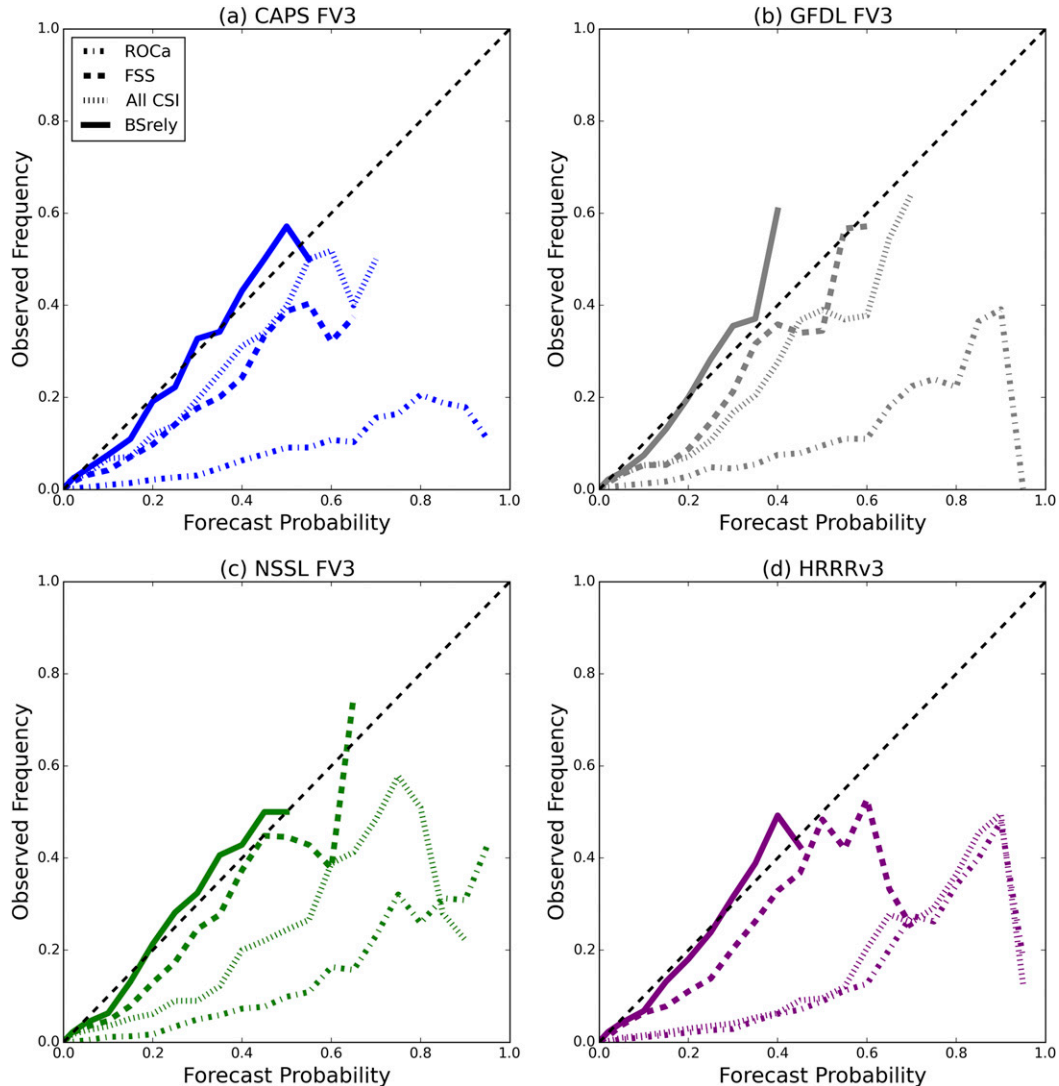 (a) CAPS FV3
1.0
0.8
0.6
0.4
0.2
0.0
Observed Frequency
ROCa
FSS
All CSI
BSrely
0.0 0.2 0.4 0.6 0.8 1.0
Forecast Probability
(b) GFDL FV3
1.0
0.8
0.6
0.4
0.2
0.0
Observed Frequency
0.0 0.2 0.4 0.6 0.8 1.0
Forecast Probability
(c) NSSL FV3
1.0
0.8
0.6
0.4
0.2
0.0
Observed Frequency
0.0 0.2 0.4 0.6 0.8 1.0
Forecast Probability
(d) HRRRv3
1.0
0.8
0.6
0.4
0.2
0.0
Observed Frequency
0.0 0.2 0.4 0.6 0.8 1.0
Forecast Probability